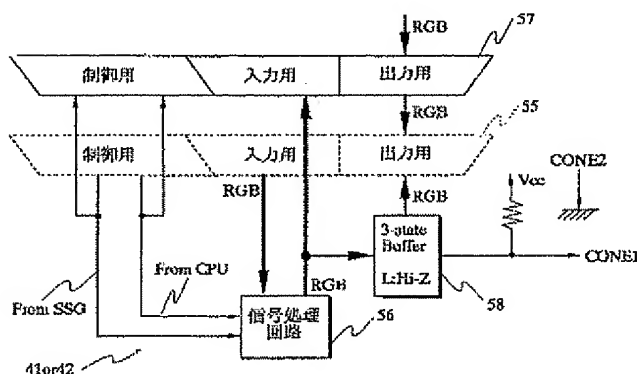 RGB
57
制御用
入力用
出力用
RGB
55
制御用
入力用
出力用
RGB
RGB
Vcc
CONE2
3-state
Buffer
L:Hi-Z
CONE1
From CPU
From SSG
RGB
58
信号処理
回路
56
41or42